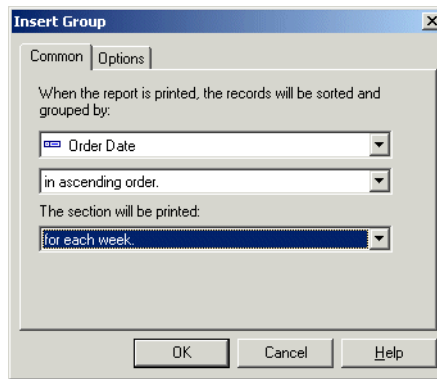 Insert Group
Common
Options
When the report is printed, the records will be sorted and
grouped by:
Order Date
in ascending order.
The section will be printed:
for each week.
OK
Cancel
Help